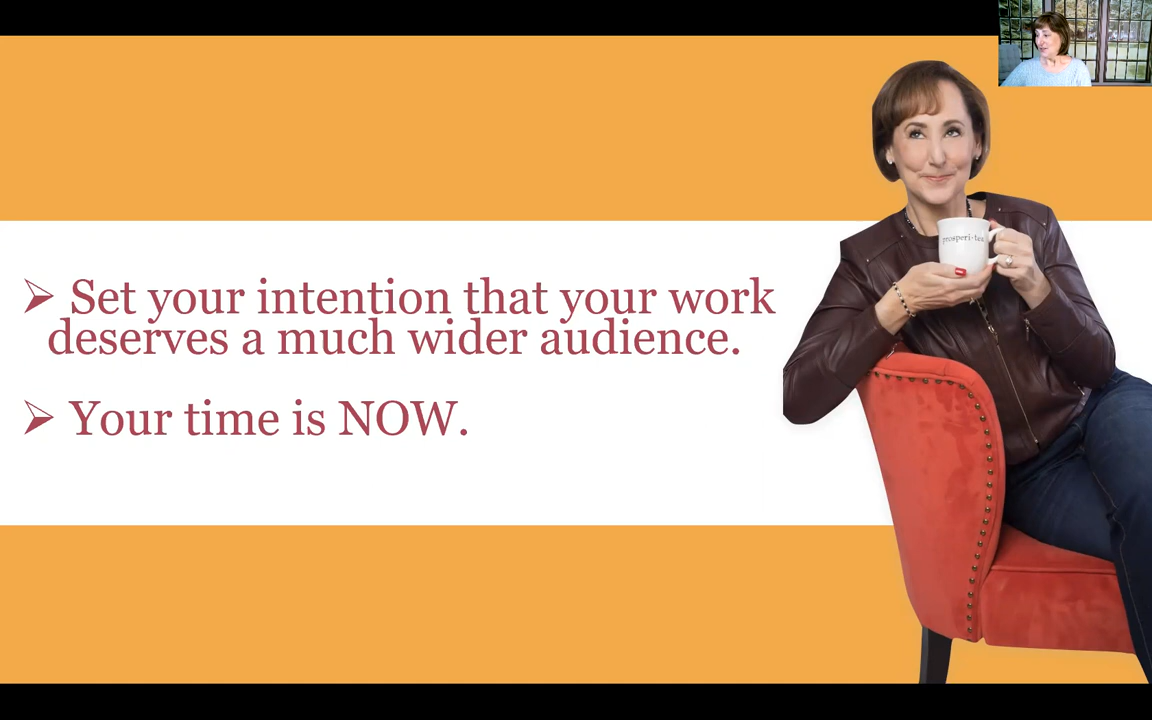 ➢ Set your intention that your work
deserves a much wider audience.
➢ Your time is NOW.
prosperi·tea